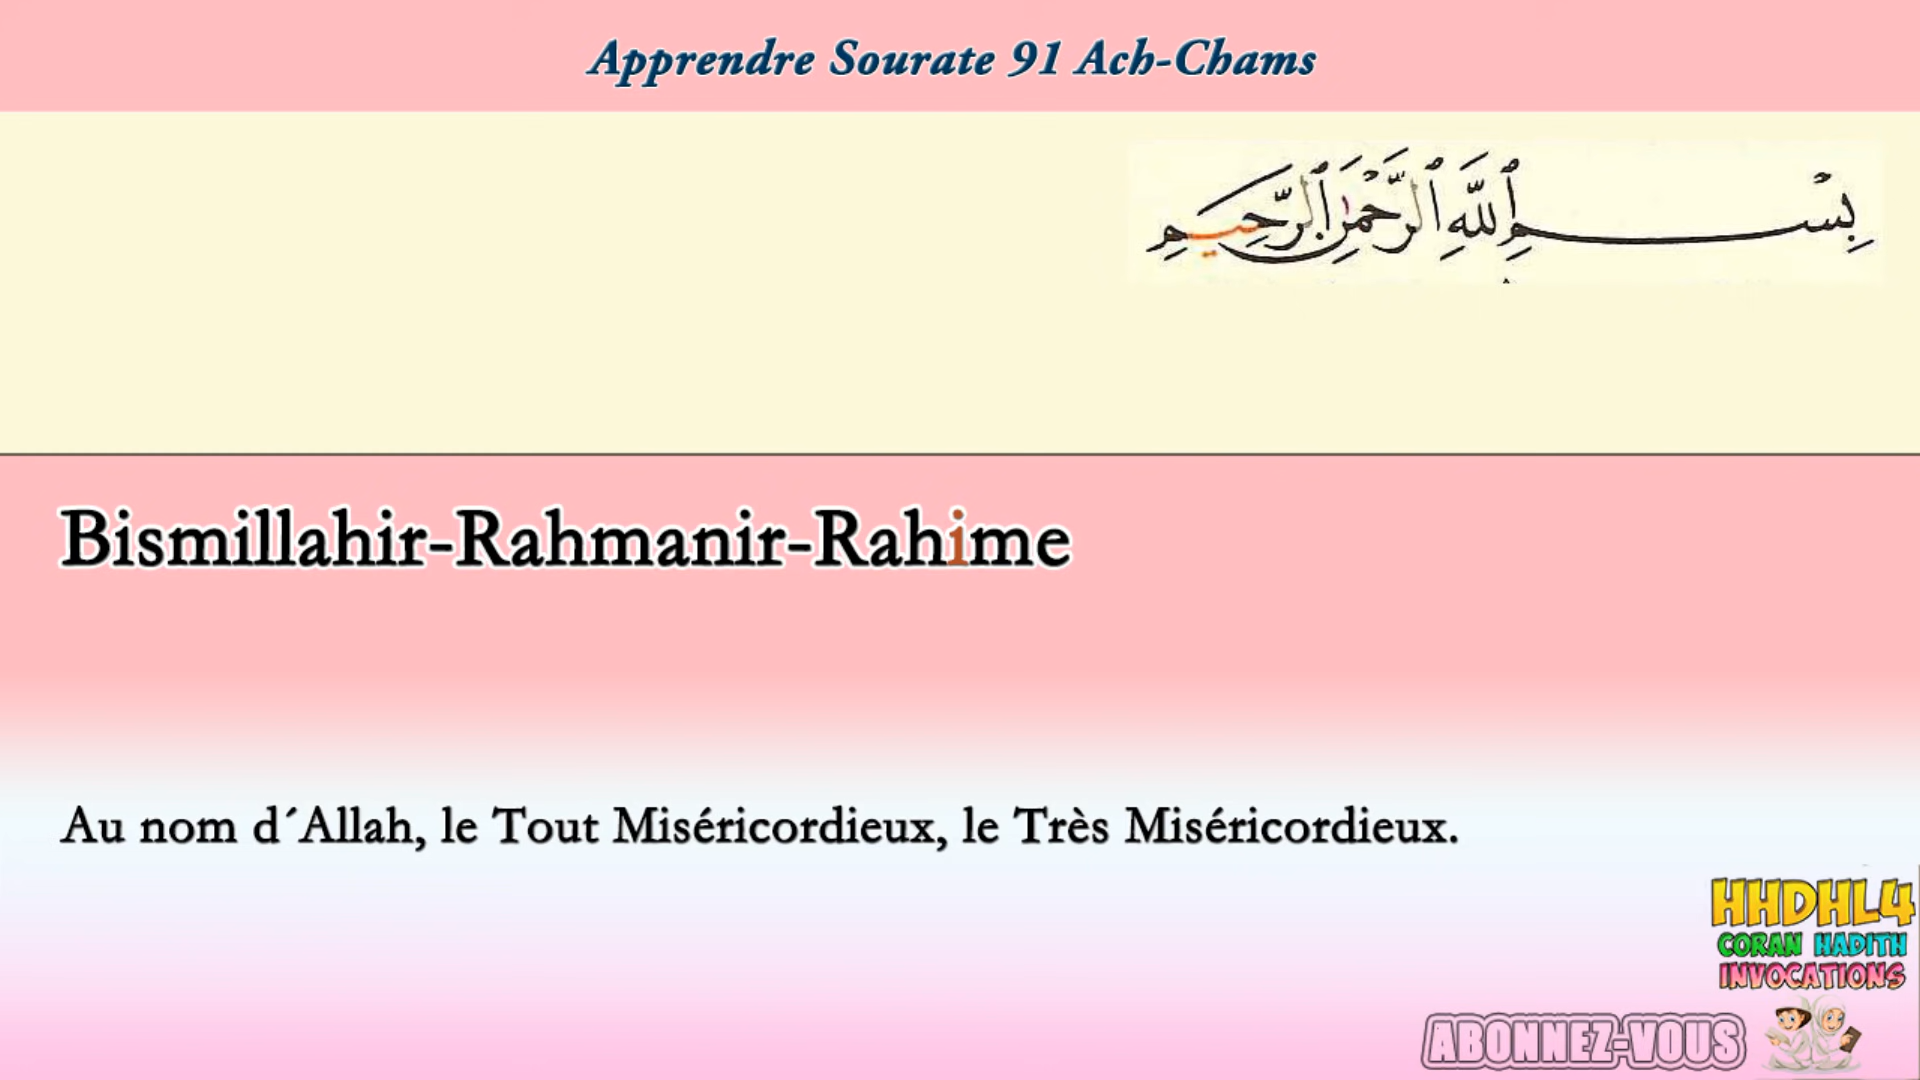 Apprendre Sourate 91 Ach-Chams
بِسْمِ ٱللَّهِ ٱلرَّحْمَٰنِ ٱلرَّحِيمِ
Bismillahir-Rahmanir-Rahime
Au nom d´Allah, le Tout Miséricordieux, le Très Miséricordieux.
HHDHL4
CORAN HADITH
INVOCATIONS
ABONNEZ-VOUS